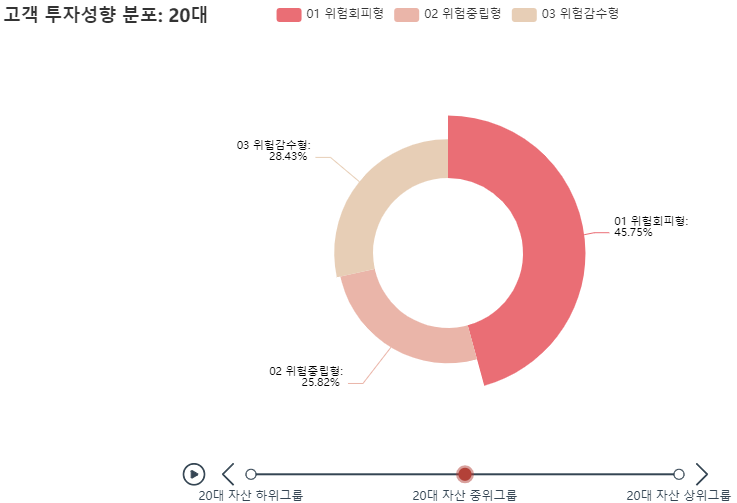 고객 투자성향 분포: 20대
01 위험회피형
02 위험중립형
03 위험감수형
03 위험감수형:
28.43%
01 위험회피형:
45.75%
02 위험중립형:
25.82%
20대 자산 하위그룹
20대 자산 중위그룹
20대 자산 상위그룹